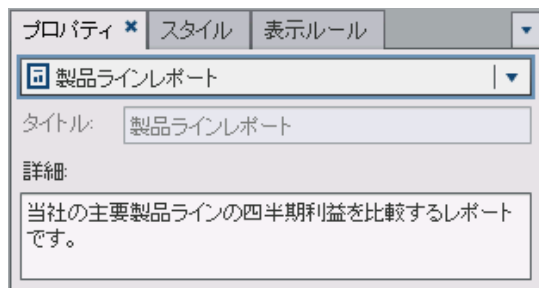 プロパティ スタイル 表示ルール
製品ラインレポート
タイトル: 製品ラインレポート
詳細:
当社の主要製品ラインの四半期利益を比較するレポート
です。